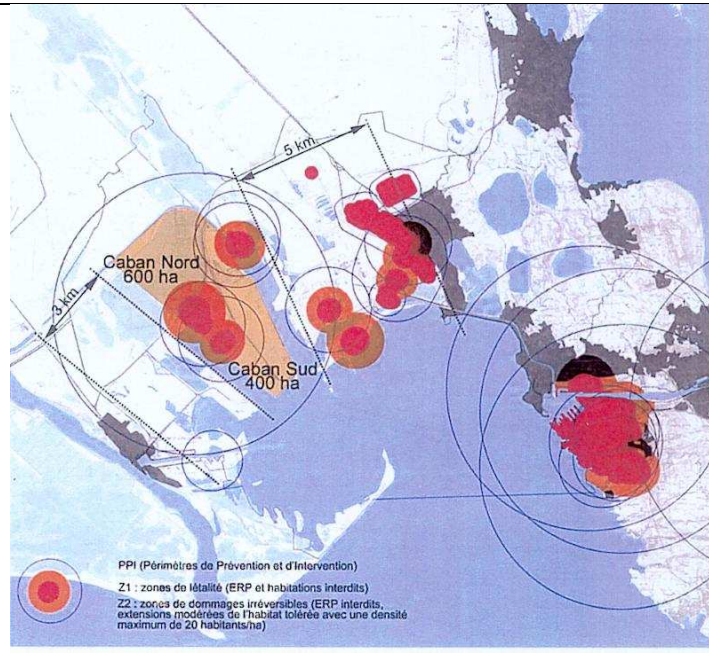 5 km.
Caban Nord
600 ha
3 km.
Caban Sud
400 ha
PPI (Périmètres de Prévention et d'Intervention)
Z1 : zones de létalité (ERP et habitations interdits)
Z2 : zones de dommages irréversibles (ERP interdits,
extensions modérées de l'habitat tolérée avec une densité
maximum de 20 habitants/ha)